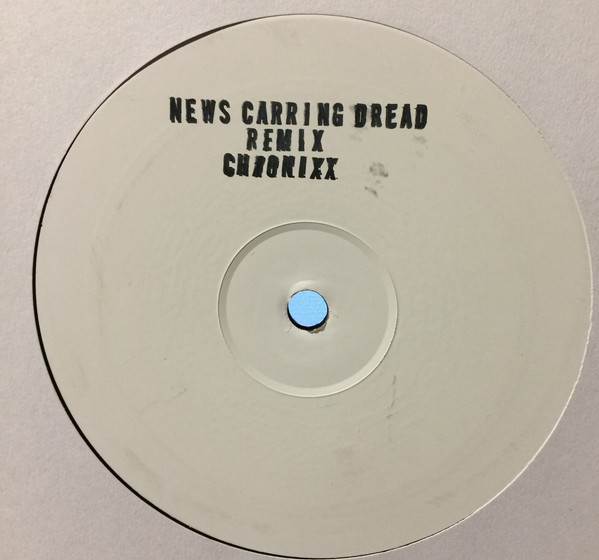 NEWS CARRING DREAD
REMIX
CHRONIXX